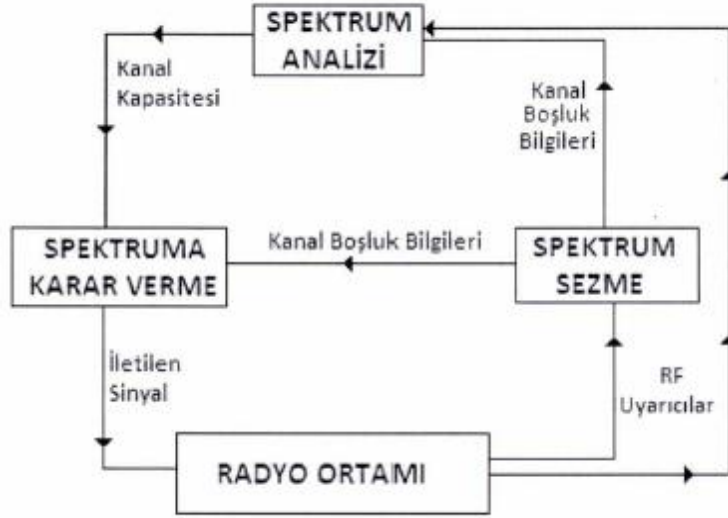 SPEKTRUM
ANALİZİ
Kanal
Kapasitesi
Kanal
Boşluk
Bilgileri
SPEKTRUMA
KARAR VERME
Kanal Boşluk Bilgileri
SPEKTRUM
SEZME
İletilen
Sinyal
RF
Uyarıcılar
RADYO ORTAMI